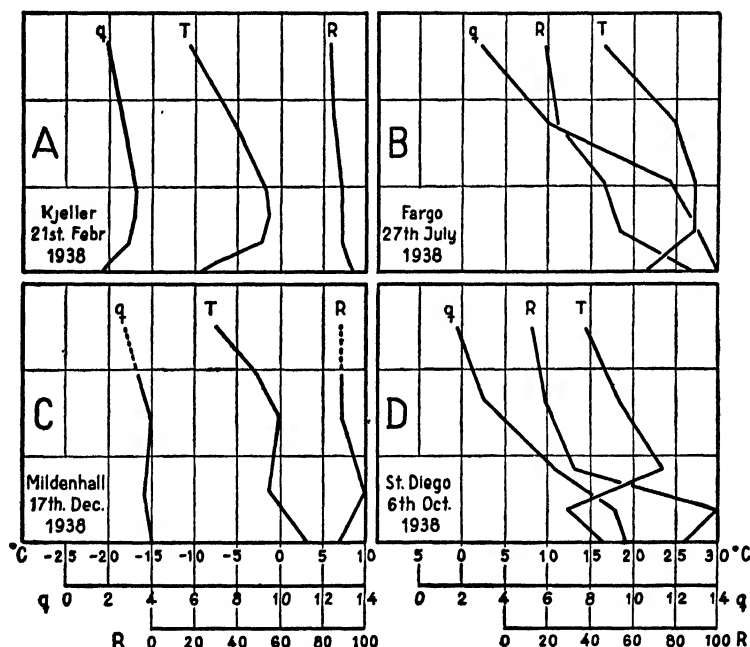 q T R
A
Kjeller
21st. Febr
1938
q R T
B
Fargo
27th July
1938
q T R
C
Mildenhall
17th. Dec.
1938
q R T
D
St. Diego
6th Oct.
1938
°C -25 -20 -15 -10 -5 0 5 10 5 0 5 10 15 20 25 30 °C
q 0 2 4 6 8 10 12 14 0 2 4 6 8 10 12 14 q
R 0 20 40 60 80 100 0 20 40 60 80 100 R